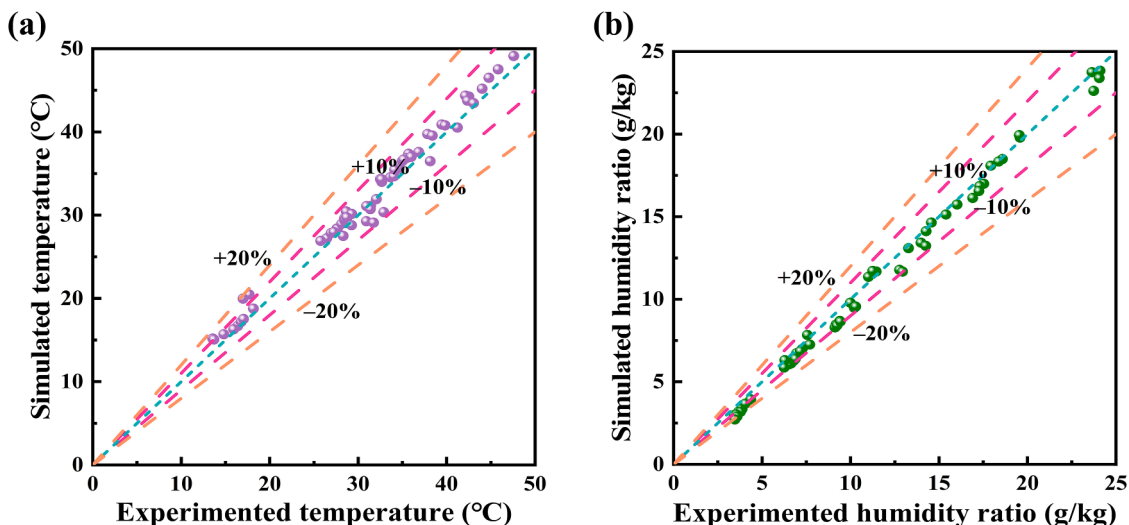 (a)
50
40
30
20
10
0
0 10 20 30 40 50
Simulated temperature (°C)
Experimented temperature (°C)
+10%
–10%
+20%
–20%
(b)
25
20
15
10
5
0
0 5 10 15 20 25
Simulated humidity ratio (g/kg)
Experimented humidity ratio (g/kg)
+10%
–10%
+20%
–20%